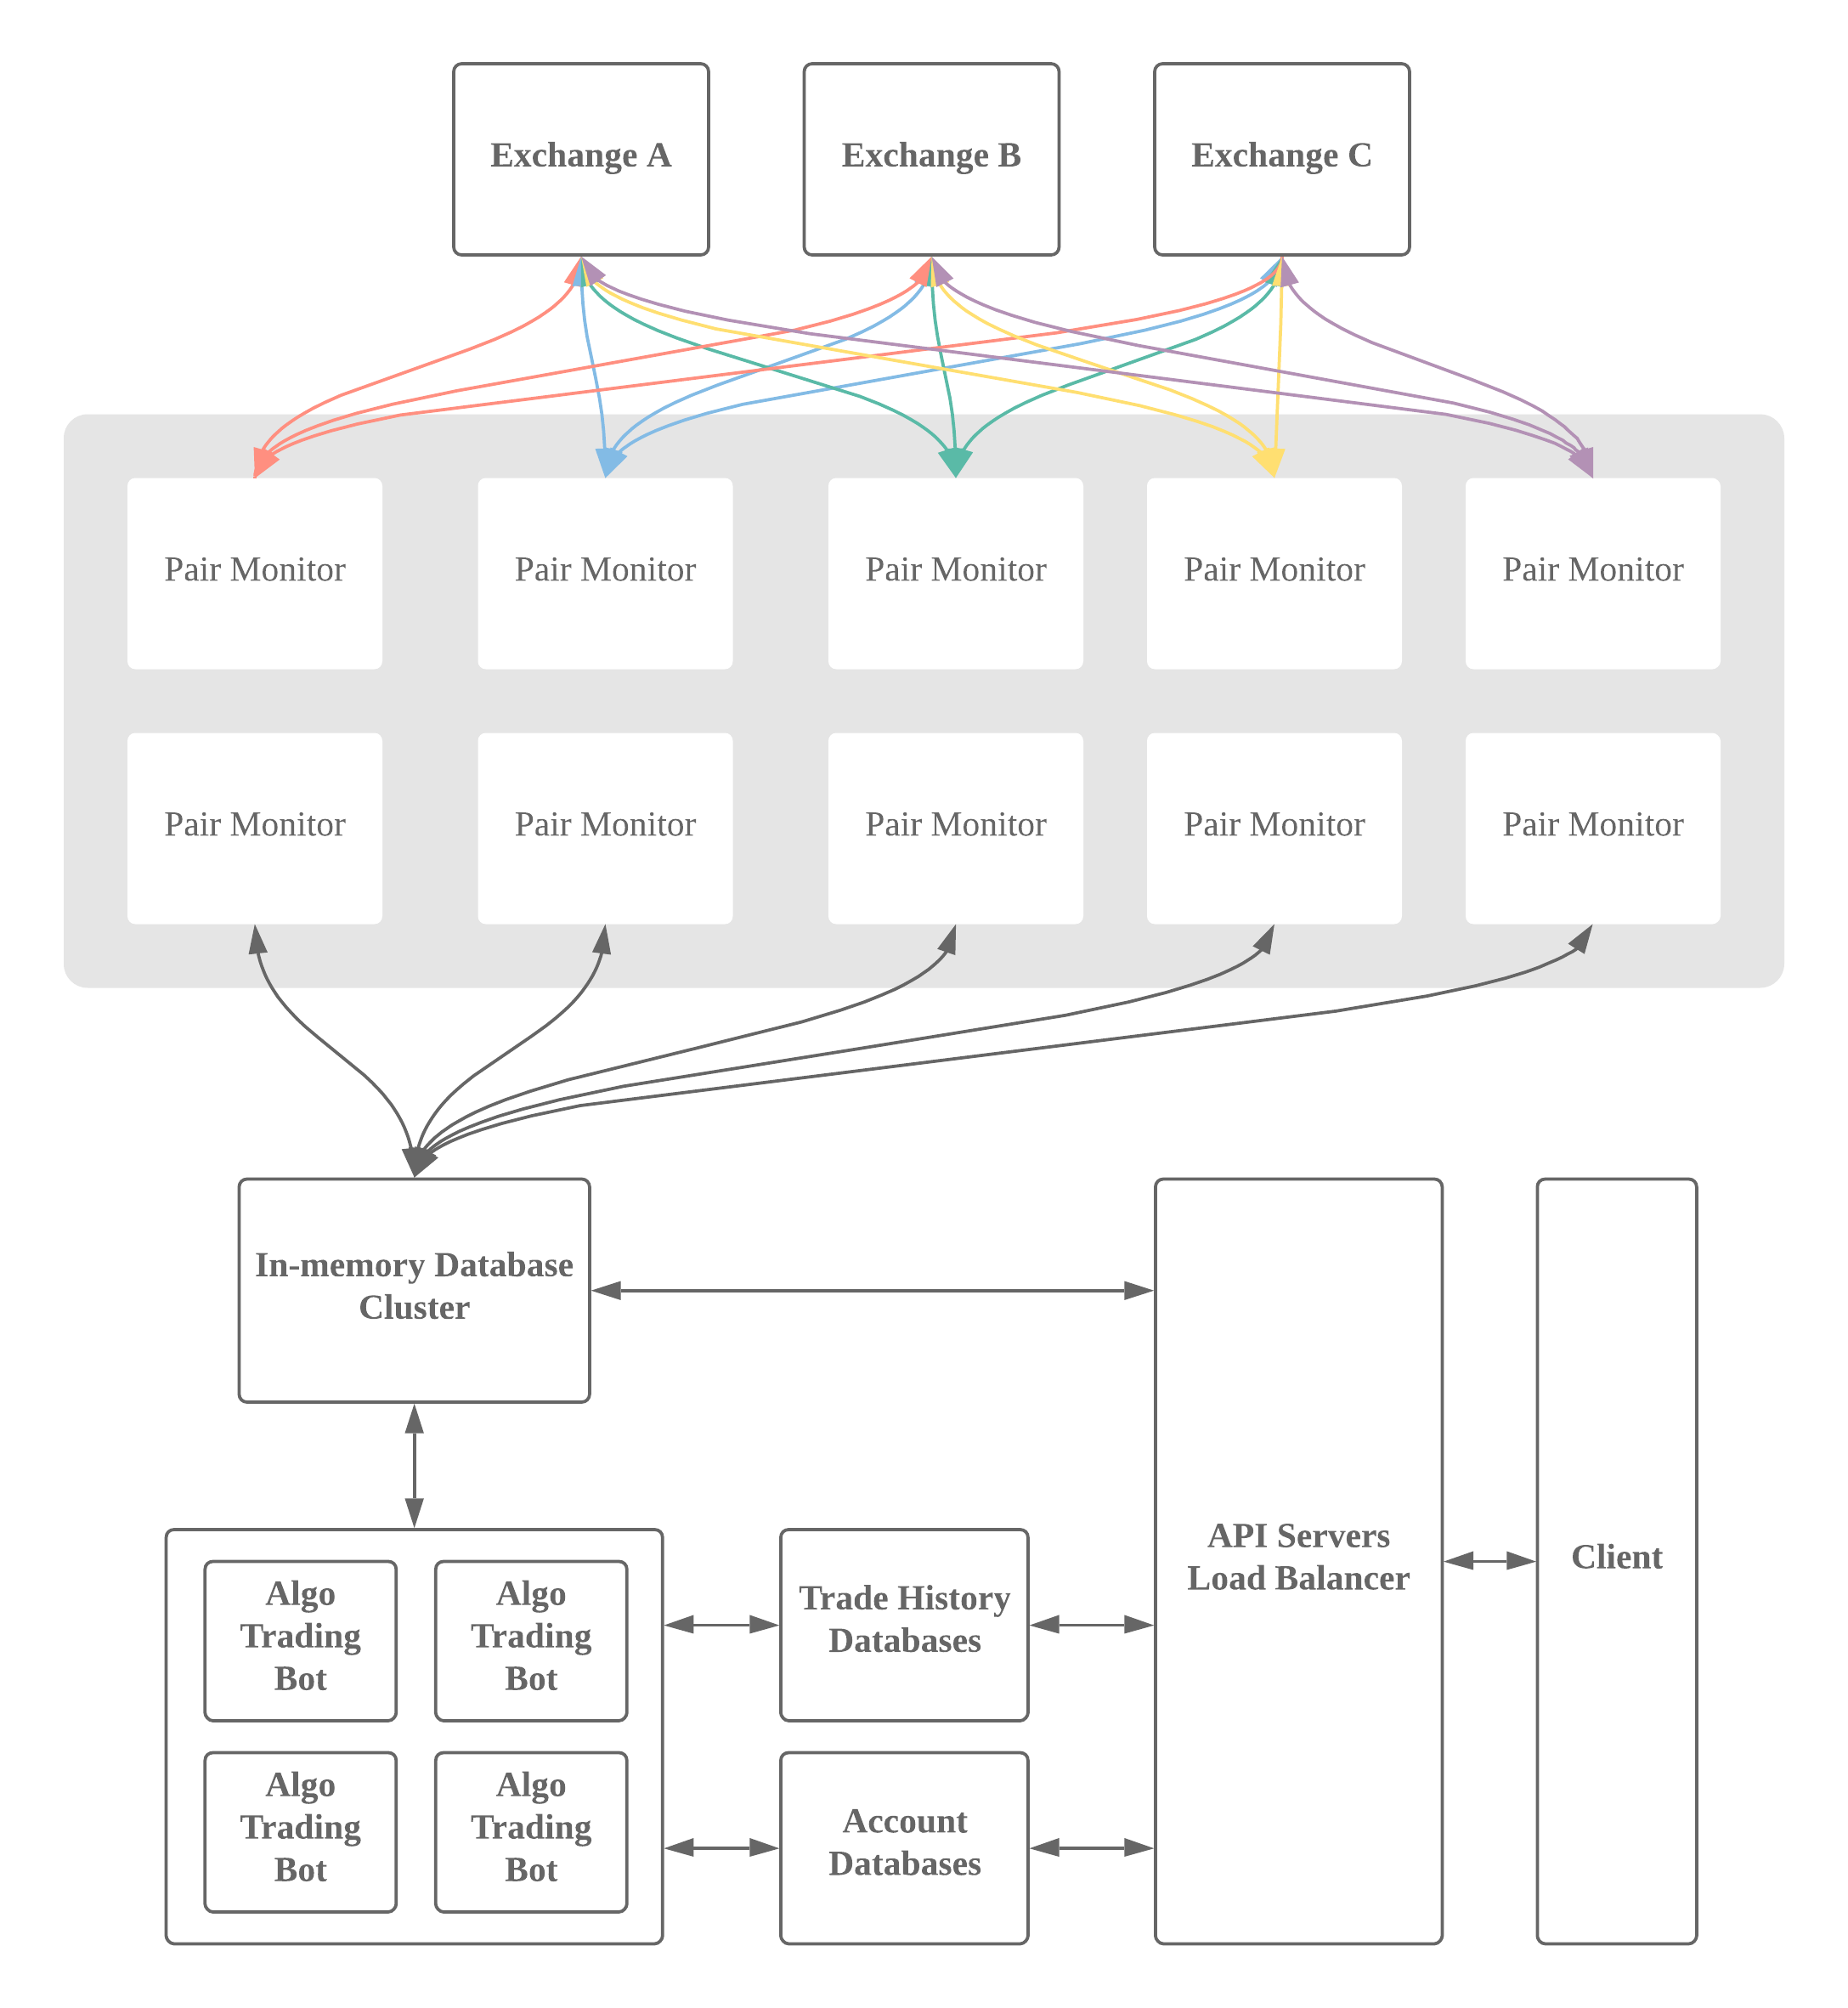 Exchange A
Exchange B
Exchange C
Pair Monitor
Pair Monitor
Pair Monitor
Pair Monitor
Pair Monitor
Pair Monitor
Pair Monitor
Pair Monitor
Pair Monitor
Pair Monitor
In-memory Database
Cluster
Algo
Trading
Bot
Algo
Trading
Bot
Algo
Trading
Bot
Algo
Trading
Bot
Trade History
Databases
Account
Databases
API Servers
Load Balancer
Client